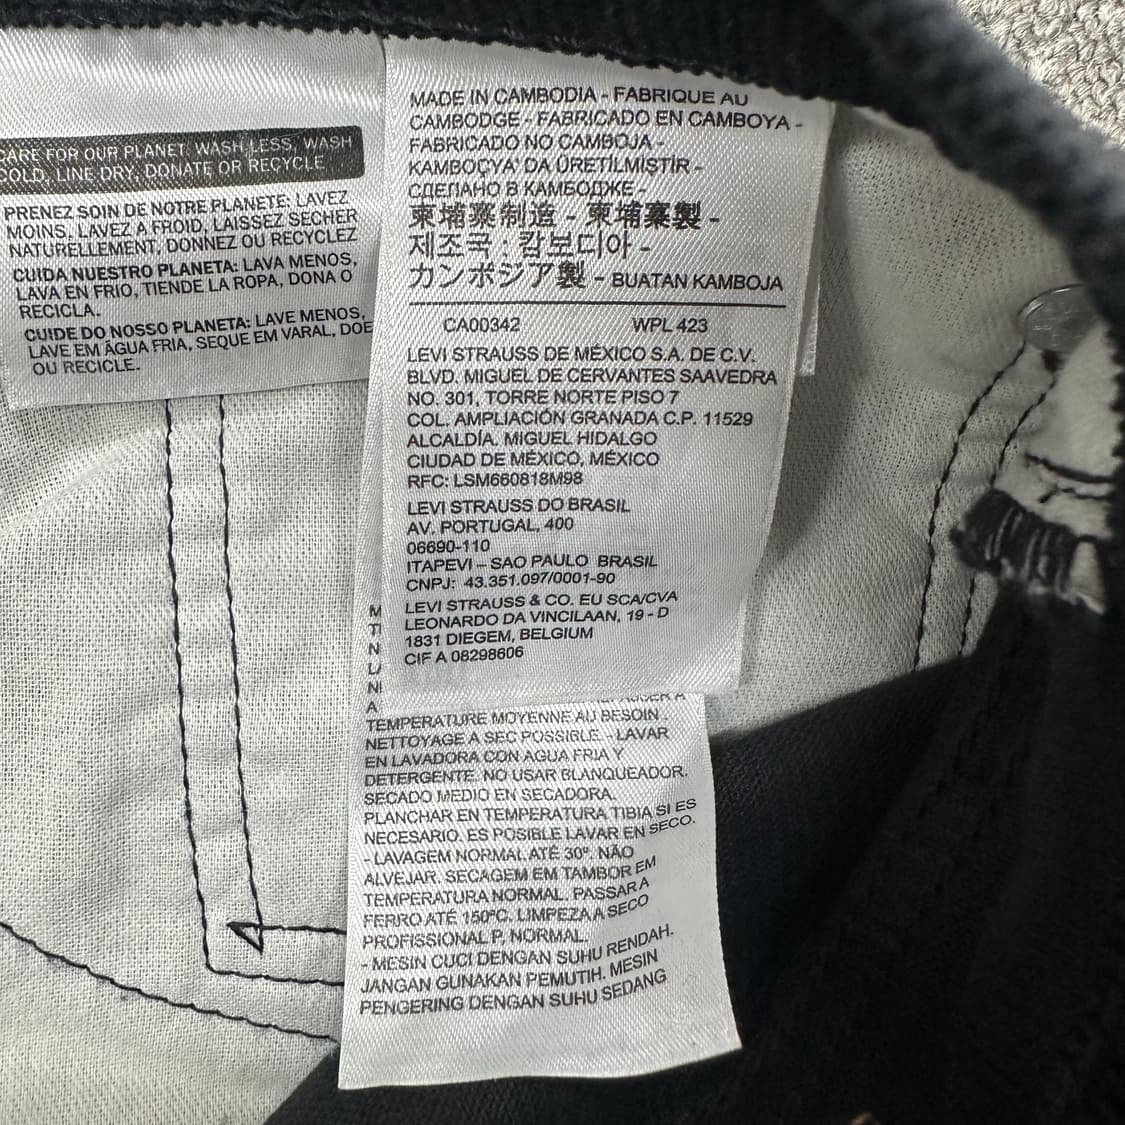 CARE FOR OUR PLANET. WASH LESS, WASH
COLD, LINE DRY, DONATE OR RECYCLE
PRENEZ SOIN DE NOTRE PLANETE: LAVEZ
MOINS, LAVEZ A FROID, LAISSEZ SECHER
NATURELLEMENT, DONNEZ OU RECYCLEZ
CUIDA NUESTRO PLANETA: LAVA MENOS,
LAVA EN FRIO, TIENDE LA ROPA, DONA O
RECICLA.
CUIDE DO NOSSO PLANETA: LAVE MENOS,
LAVE EM ÁGUA FRIA, SEQUE EM VARAL, DOE
OU RECICLE.
MADE IN CAMBODIA - FABRIQUE AU
CAMBODGE - FABRICADO EN CAMBOYA -
FABRICADO NO CAMBOJA -
KAMBOÇYA' DA ÜRETİLMİŞTİR -
СДЕЛАНО В КАМБОДЖЕ -
柬埔寨制造 - 柬埔寨製 -
제조국 : 캄보디아 -
カンボジア製 - BUATAN KAMBOJA
CA00342 WPL 423
LEVI STRAUSS DE MÉXICO S.A. DE C.V.
BLVD. MIGUEL DE CERVANTES SAAVEDRA
NO. 301, TORRE NORTE PISO 7
COL. AMPLIACIÓN GRANADA C.P. 11529
ALCALDÍA. MIGUEL HIDALGO
CIUDAD DE MÉXICO, MÉXICO
RFC: LSM660818M98
LEVI STRAUSS DO BRASIL
AV. PORTUGAL, 400
06690-110
ITAPEVI – SAO PAULO BRASIL
CNPJ: 43.351.097/0001-90
LEVI STRAUSS & CO. EU SCA/CVA
LEONARDO DA VINCILAAN, 19 - D
1831 DIEGEM, BELGIUM
CIF A 08298606
TEMPERATURE MOYENNE AU BESOIN.
NETTOYAGE A SEC POSSIBLE. - LAVAR
EN LAVADORA CON AGUA FRIA Y
DETERGENTE. NO USAR BLANQUEADOR.
SECADO MEDIO EN SECADORA.
PLANCHAR EN TEMPERATURA TIBIA SI ES
NECESARIO. ES POSIBLE LAVAR EN SECO.
- LAVAGEM NORMAL ATÉ 30º. NÃO
ALVEJAR. SECAGEM EM TAMBOR EM
TEMPERATURA NORMAL. PASSAR A
FERRO ATÉ 150ºC. LIMPEZA A SECO
PROFISSIONAL P, NORMAL.
- MESIN CUCI DENGAN SUHU RENDAH.
JANGAN GUNAKAN PEMUTIH. MESIN
PENGERING DENGAN SUHU SEDANG